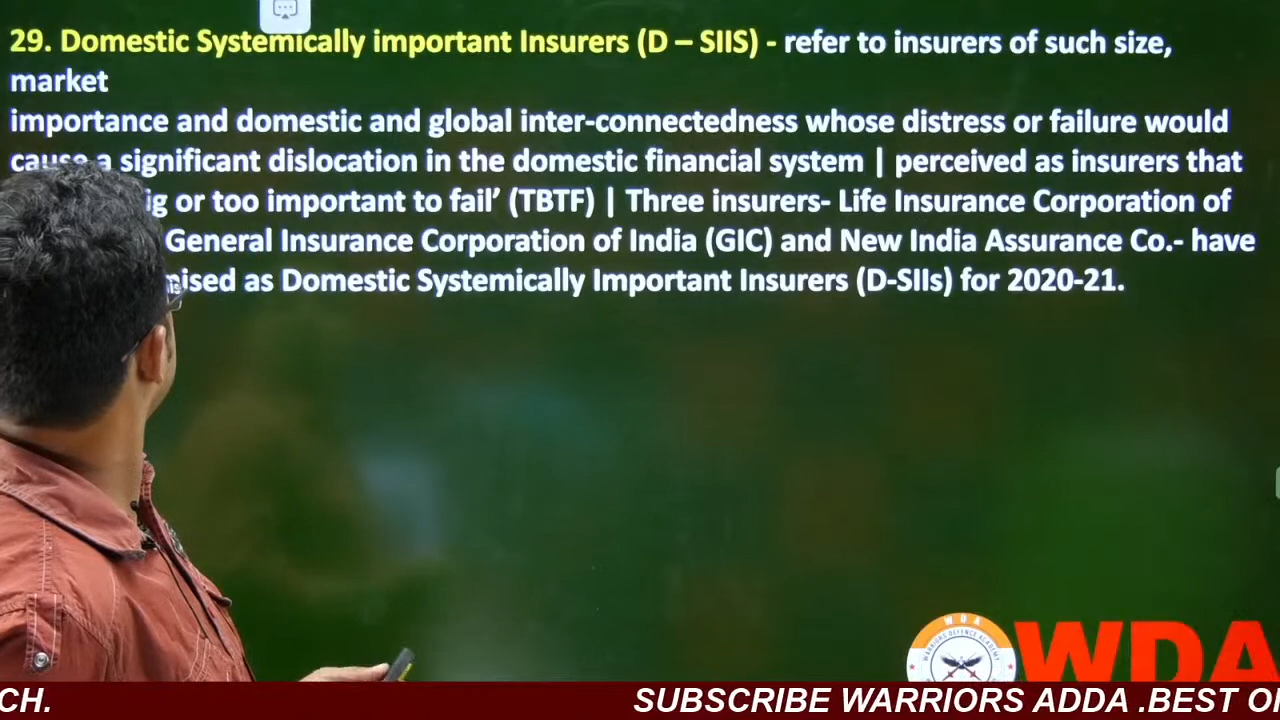 29. Domestic Systemically important Insurers (D – SIIS) - refer to insurers of such size,
market
importance and domestic and global inter-connectedness whose distress or failure would
cause a significant dislocation in the domestic financial system | perceived as insurers that
or too important to fail’ (TBTF) | Three insurers- Life Insurance Corporation of
General Insurance Corporation of India (GIC) and New India Assurance Co.- have
as Domestic Systemically Important Insurers (D-SIIs) for 2020-21.
WDA
WARRIORS DEFENCE ACADEMY
WDA
CH.
SUBSCRIBE WARRIORS ADDA .BEST